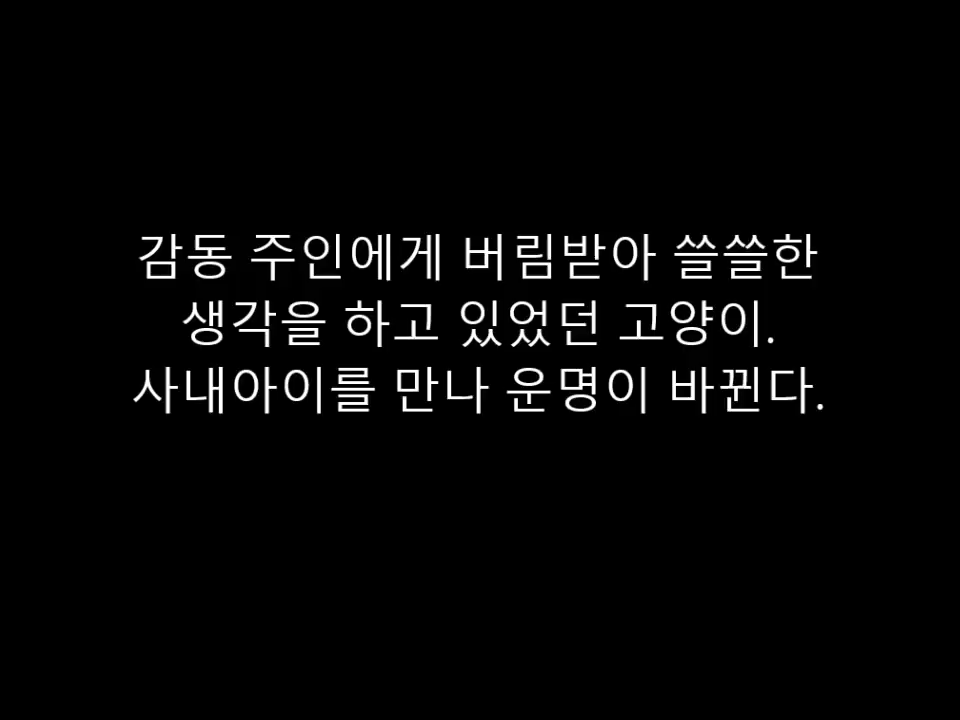 감동 주인에게 버림받아 쓸쓸한
생각을 하고 있었던 고양이.
사내아이를 만나 운명이 바뀐다.